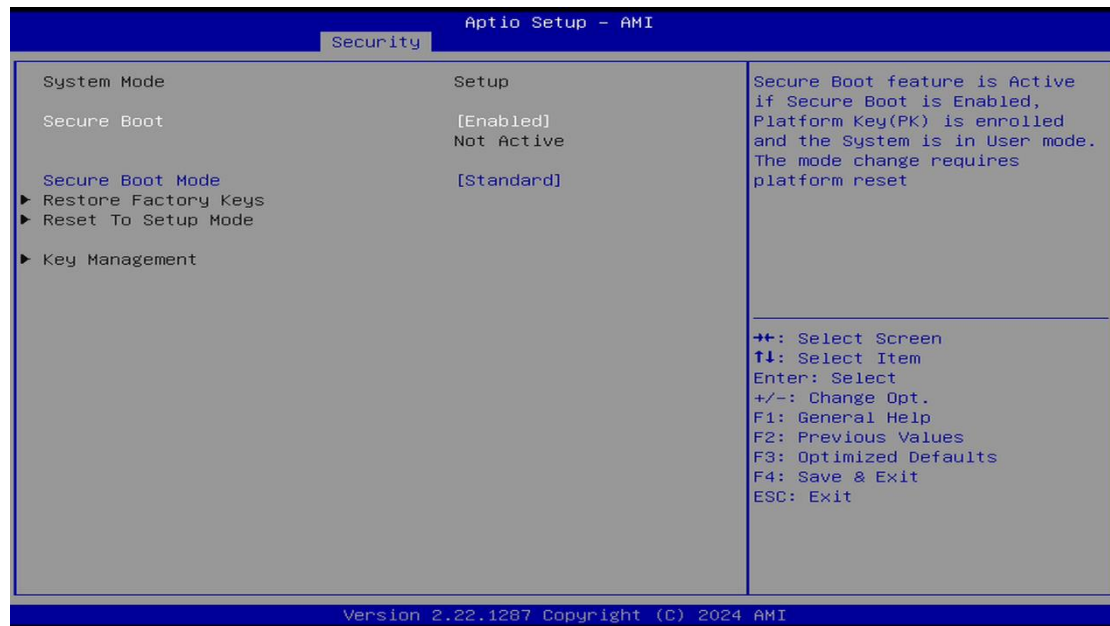 Aptio Setup – AMI
Security
System Mode Setup
Secure Boot [Enabled]
Not Active
Secure Boot Mode [Standard]
▶ Restore Factory Keys
▶ Reset To Setup Mode
▶ Key Management
Secure Boot feature is Active
if Secure Boot is Enabled,
Platform Key(PK) is enrolled
and the System is in User mode.
The mode change requires
platform reset
→←: Select Screen
↑↓: Select Item
Enter: Select
+/-: Change Opt.
F1: General Help
F2: Previous Values
F3: Optimized Defaults
F4: Save & Exit
ESC: Exit
Version 2.22.1287 Copyright (C) 2024 AMI